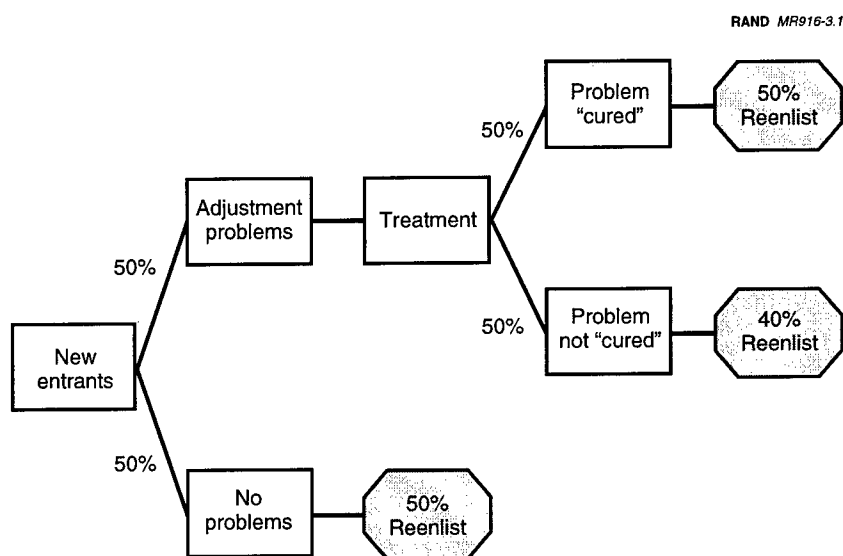 RAND MR916-3.1
Problem
"cured"
50%
Reenlist
50%
Adjustment
problems
Treatment
50%
50%
Problem
not "cured"
40%
Reenlist
New
entrants
50%
No
problems
50%
Reenlist